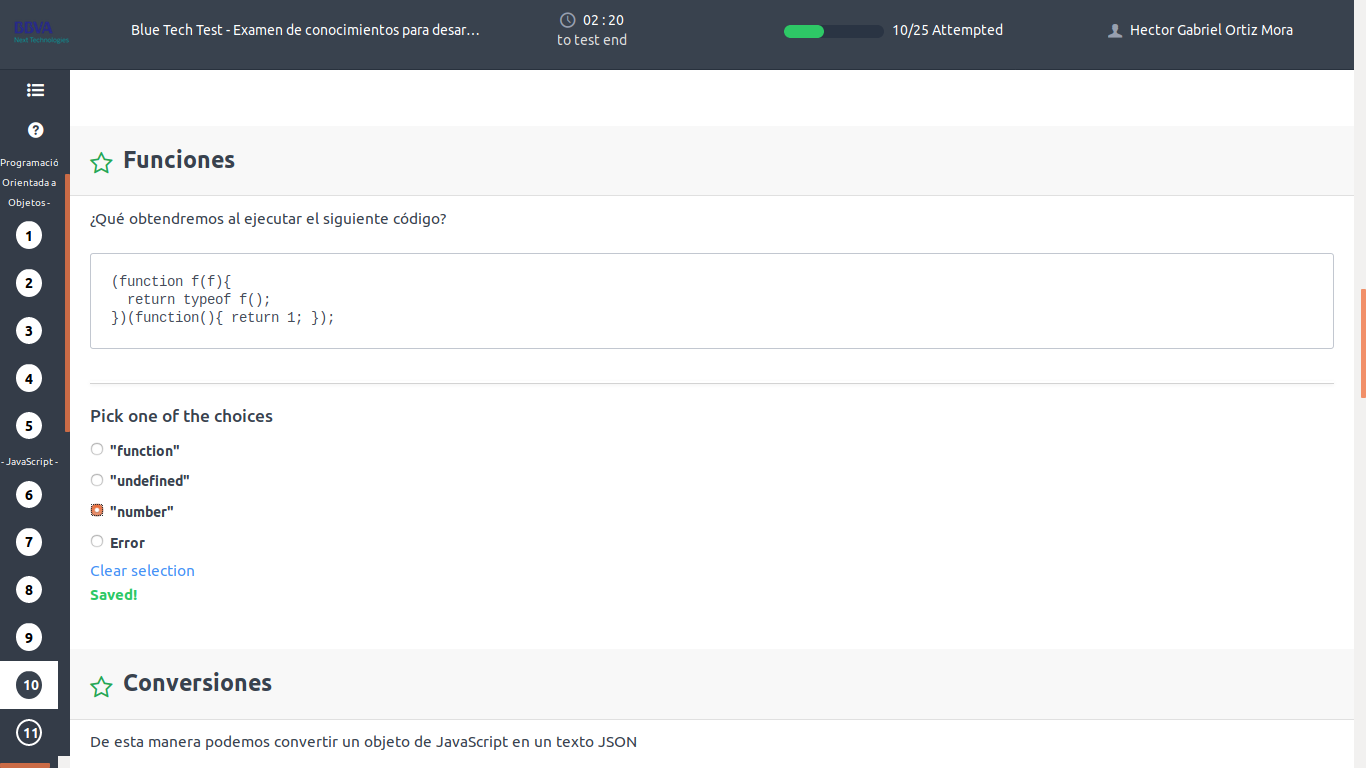 BBVA
Next Technologies
Blue Tech Test - Examen de conocimientos para desar...
02 : 20
to test end
10/25 Attempted
Hector Gabriel Ortiz Mora
Programació
Orientada a
Objetos -
1
2
3
4
5
- JavaScript -
6
7
8
9
10
11
Funciones
¿Qué obtendremos al ejecutar el siguiente código?
(function f(f){
  return typeof f();
})(function(){ return 1; });
Pick one of the choices
"function"
"undefined"
"number"
Error
Clear selection
Saved!
Conversiones
De esta manera podemos convertir un objeto de JavaScript en un texto JSON